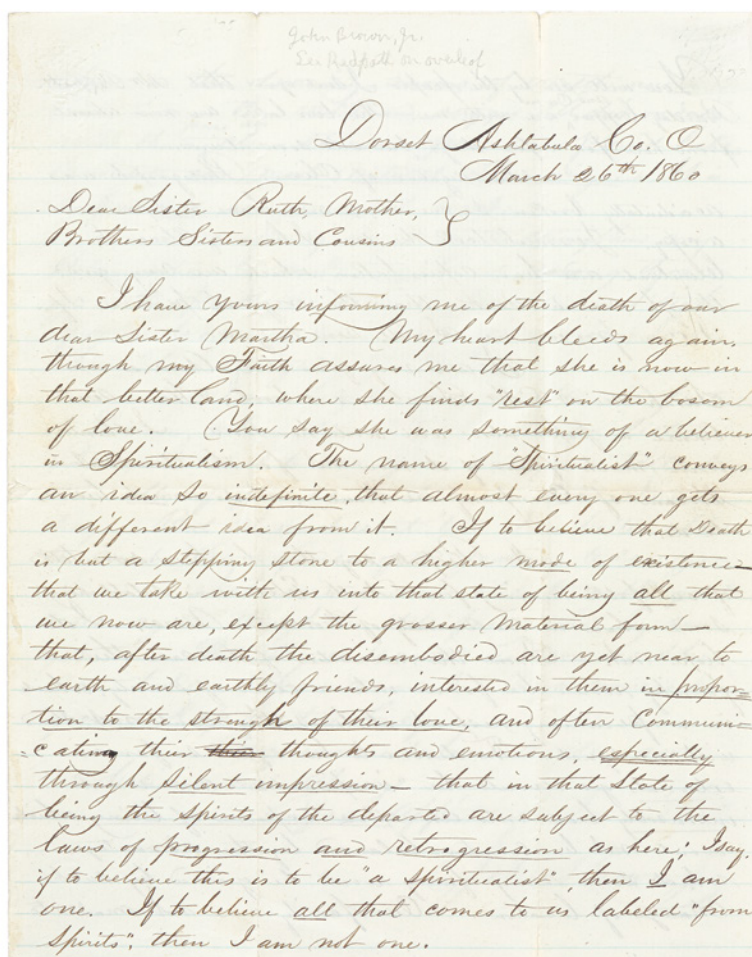 John Brown, Jr.
See Redpath on overleaf
Dorset Ashtabula Co. O
March 26th 1860
Dear Sister Ruth, Mother,
Brothers Sisters and Cousins
I have yours informing me of the death of our
dear Sister Martha. My heart bleeds again,
though my Faith assures me that she is now in
that better land, where she finds "rest" on the bosom
of love. (You say she was something of a believer
in Spiritualism. The name of "Spiritualist" conveys
an idea so indefinite, that almost every one gets
a different idea from it. If to believe that Death
is but a stepping stone to a higher mode of existence—
that we take with us into that state of being all that
we now are, except the grosser material form—
that, after death the disembodied are yet near to
earth and earthly friends, interested in them in propor=
tion to the strengh of their love, and often Communi=
=cating their thoughts and emotions, especially
through silent impression— that in that State of
being the spirits of the departed are subject to the
laws of progression and retrogression as here; I say,
if to believe this is to be "a spiritualist", then I am
one. If to believe all that comes to us labeled "from
spirits", then I am not one.